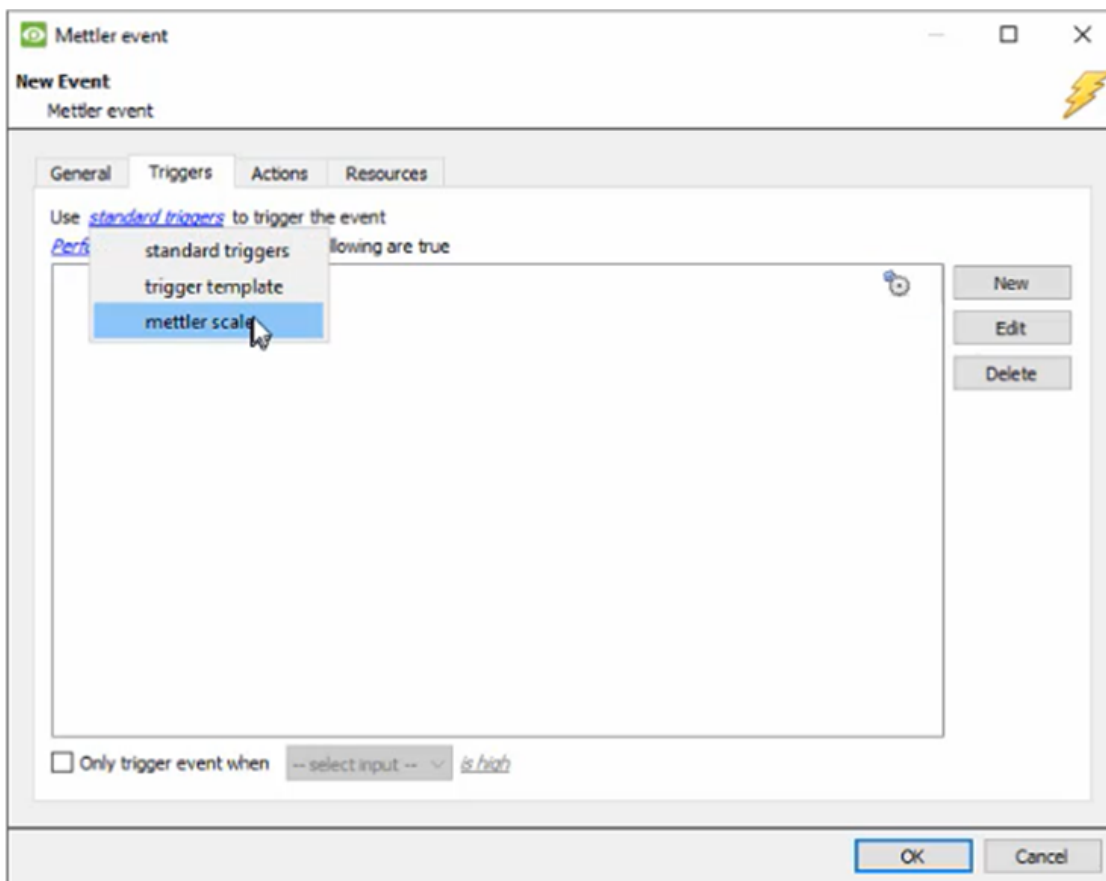 Mettler event
New Event
Mettler event
General Triggers Actions Resources
Use standard triggers to trigger the event
Perfo llowing are true
standard triggers
trigger template
mettler scale
New
Edit
Delete
Only trigger event when -- select input -- is high
OK Cancel